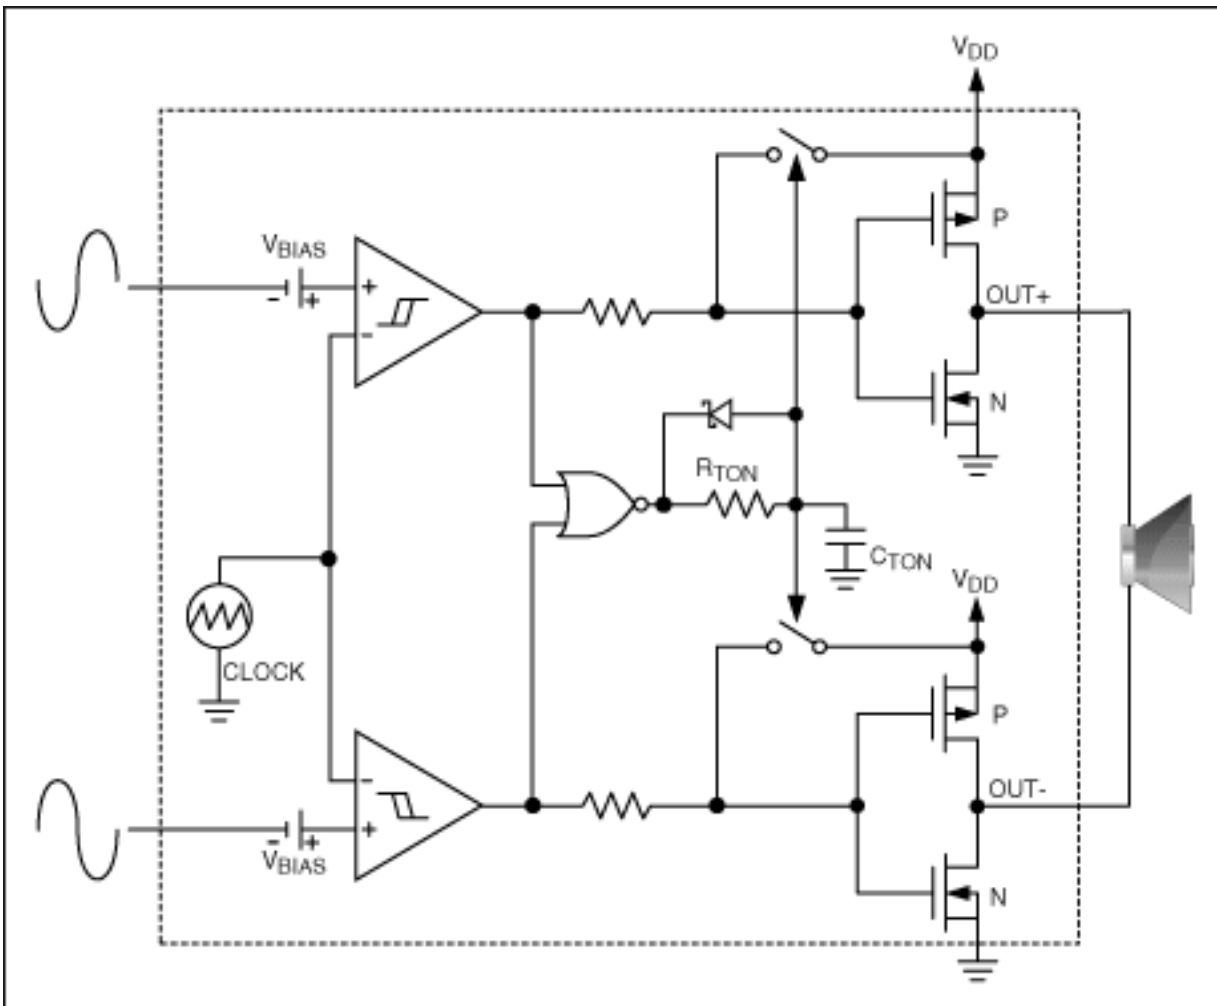 VDD
P
VBIAS
- +
+
-
OUT+
N
RTON
CTON
VDD
CLOCK
P
-
OUT-
+
- +
VBIAS
N